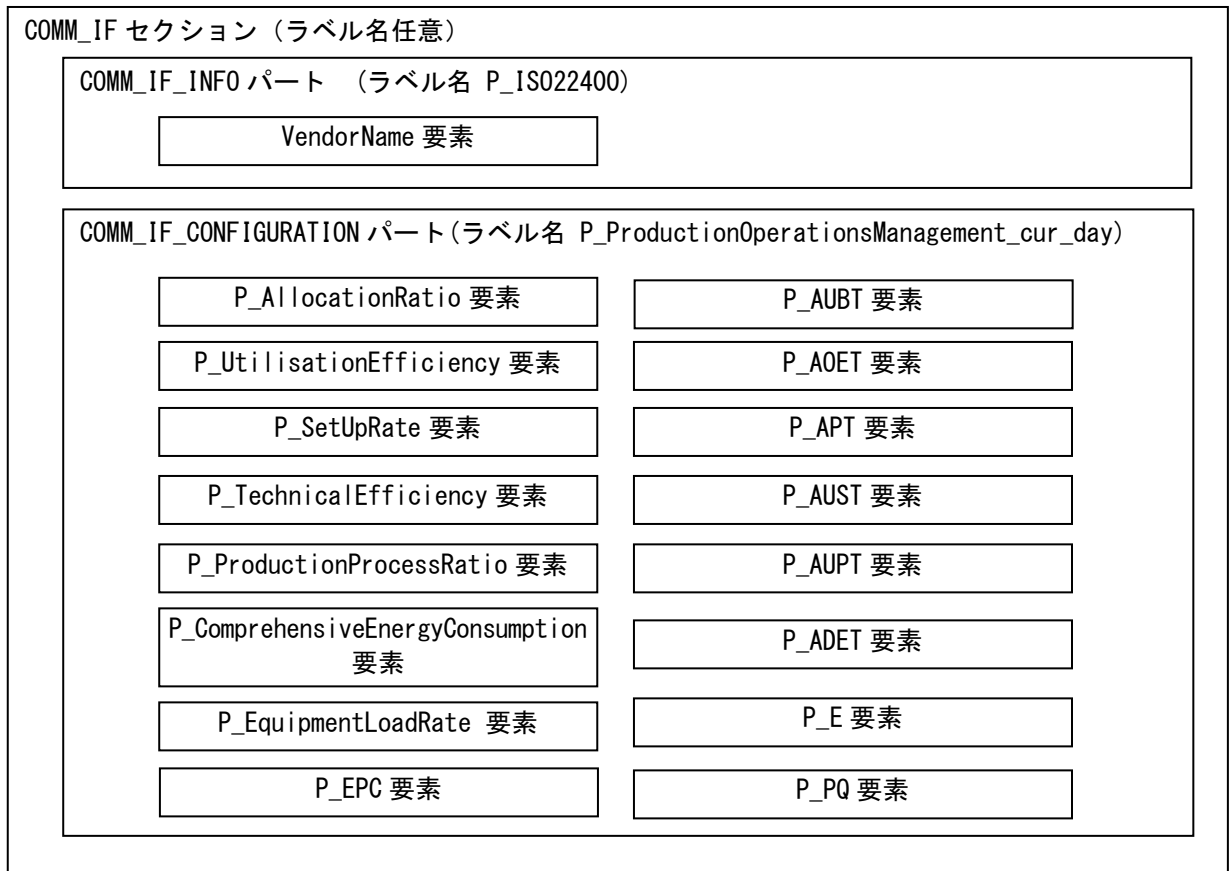 COMM_IF セクション (ラベル名任意)
COMM_IF_INFO パート (ラベル名 P_ISO22400)
VendorName 要素
COMM_IF_CONFIGURATION パート(ラベル名 P_ProductionOperationsManagement_cur_day)
P_AllocationRatio 要素
P_AUBT 要素
P_UtilisationEfficiency 要素
P_AOET 要素
P_SetUpRate 要素
P_APT 要素
P_TechnicalEfficiency 要素
P_AUST 要素
P_ProductionProcessRatio 要素
P_AUPT 要素
P_ComprehensiveEnergyConsumption
要素
P_ADET 要素
P_EquipmentLoadRate 要素
P_E 要素
P_EPC 要素
P_PQ 要素